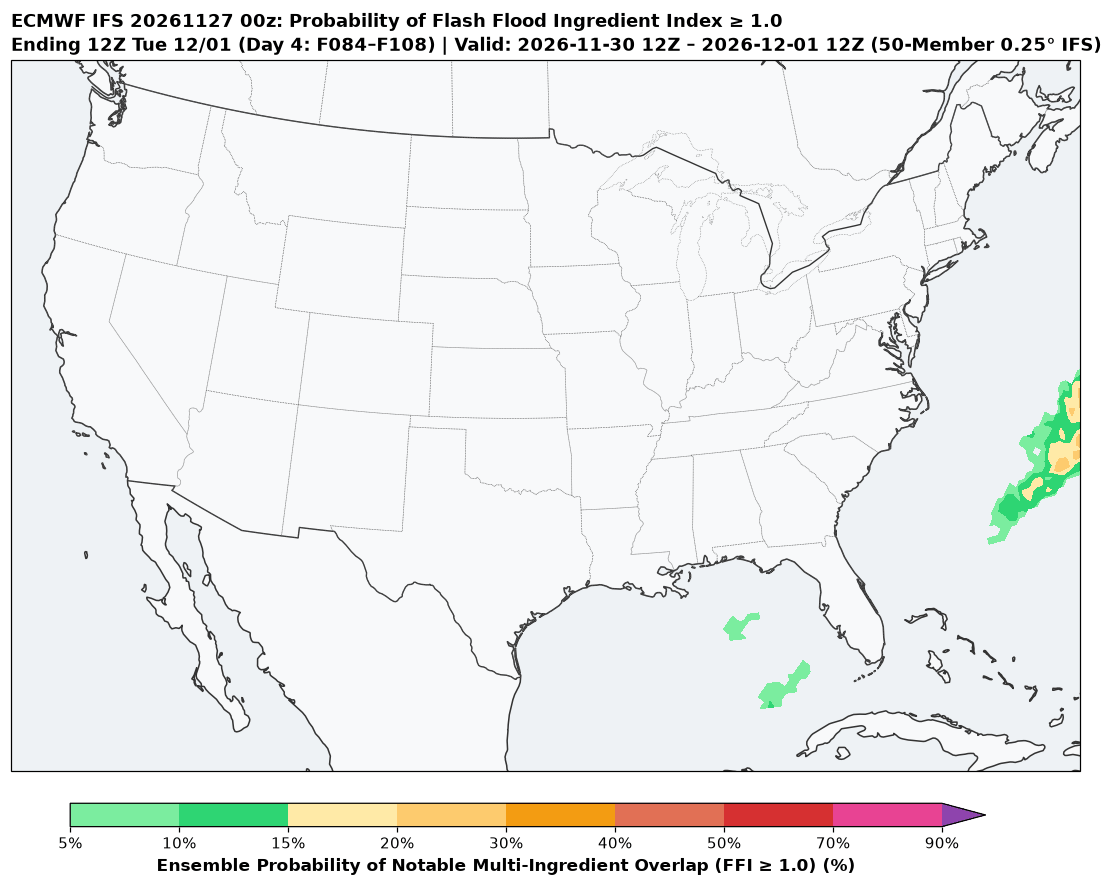 ECMWF IFS 20261127 00z: Probability of Flash Flood Ingredient Index ≥ 1.0
Ending 12Z Tue 12/01 (Day 4: F084–F108) | Valid: 2026-11-30 12Z – 2026-12-01 12Z (50-Member 0.25° IFS)
5% 10% 15% 20% 30% 40% 50% 70% 90%
Ensemble Probability of Notable Multi-Ingredient Overlap (FFI ≥ 1.0) (%)